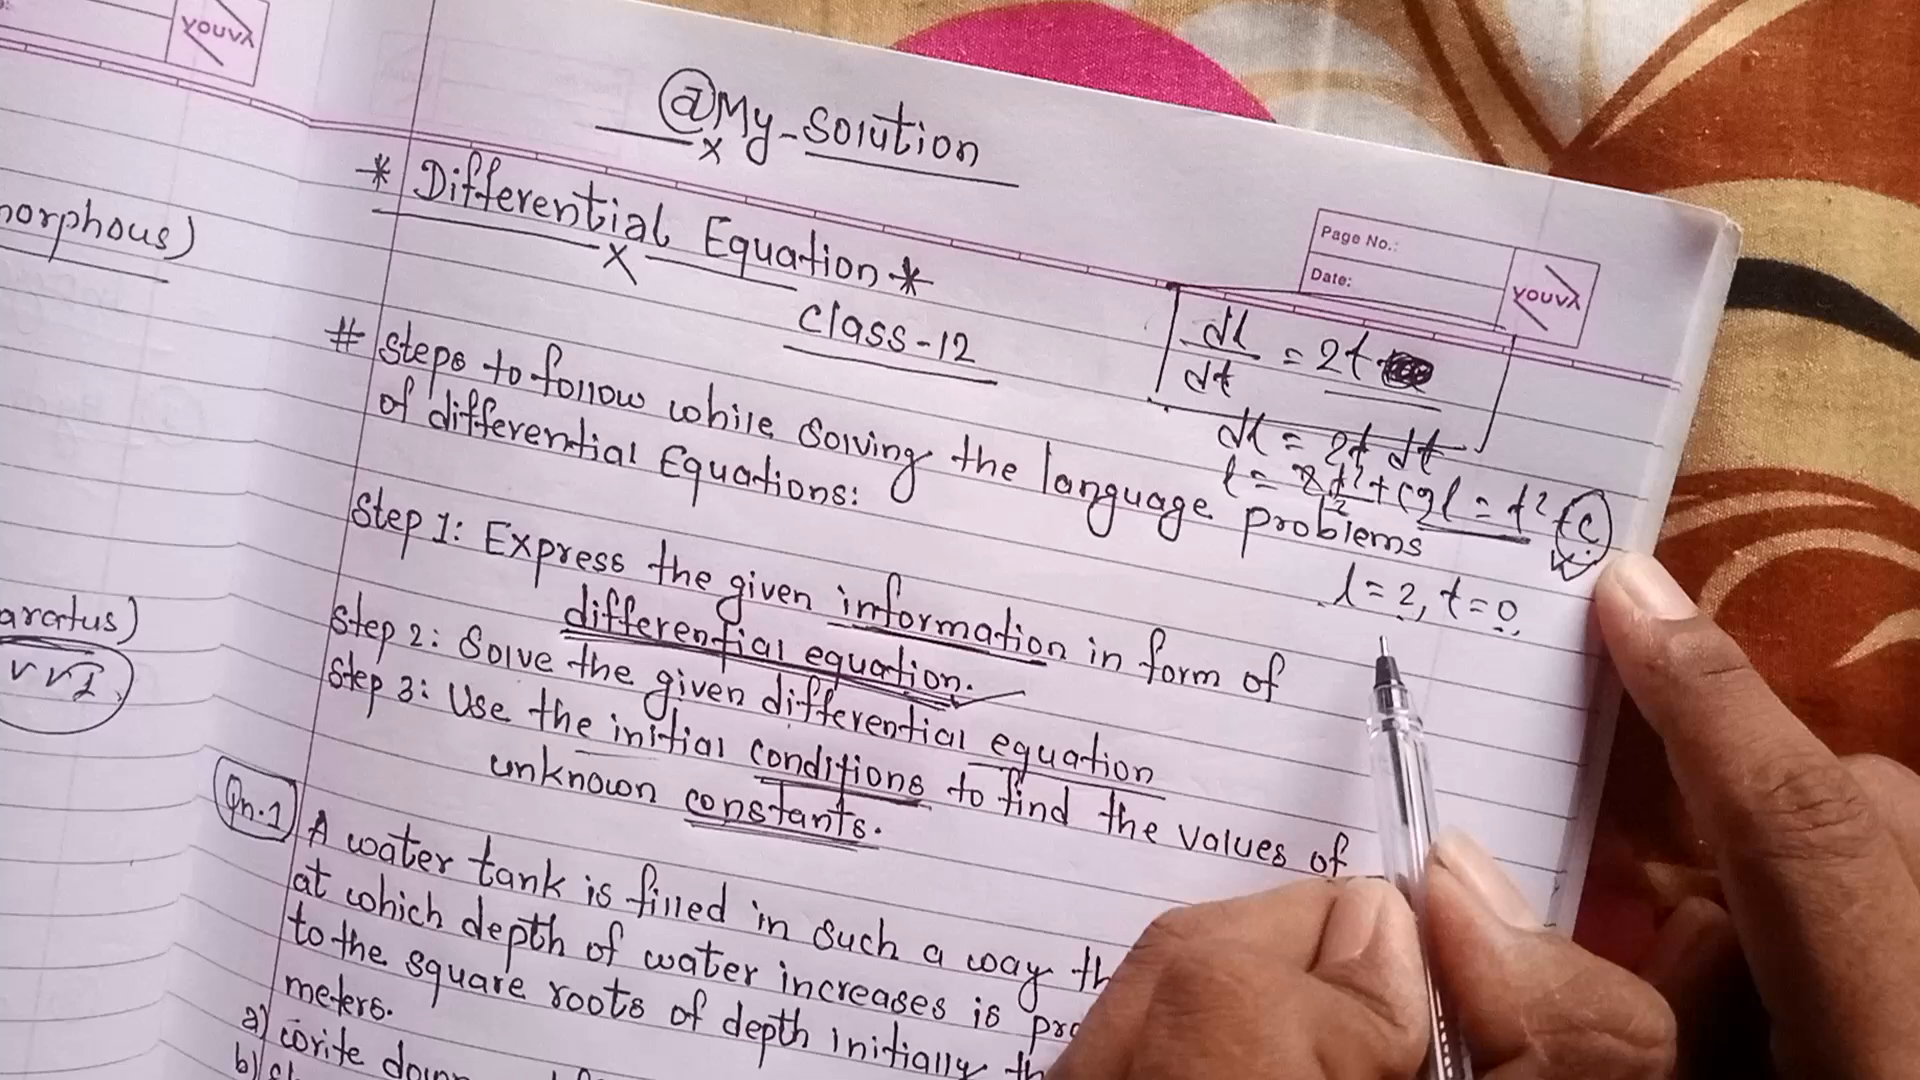 YOUVA
@My-Solution
* Differential Equation *
Class-12
Page No.:
Date:
YOUVA
dl/dt = 2t
dl = 2t dt
l = 2t²/2 + c ⇒ l = t² + c
l = 2, t = 0
# Steps to follow while Solving the language problems
of differential Equations:
Step 1: Express the given information in form of
differential equation.
Step 2: Solve the given differential equation
Step 3: Use the initial conditions to find the values of
unknown constants.
Qn.1 A water tank is filled in such a way
at which depth of water increases is
to the square roots of depth initially
meters.
a) write down
b)
norphous)
aratus)